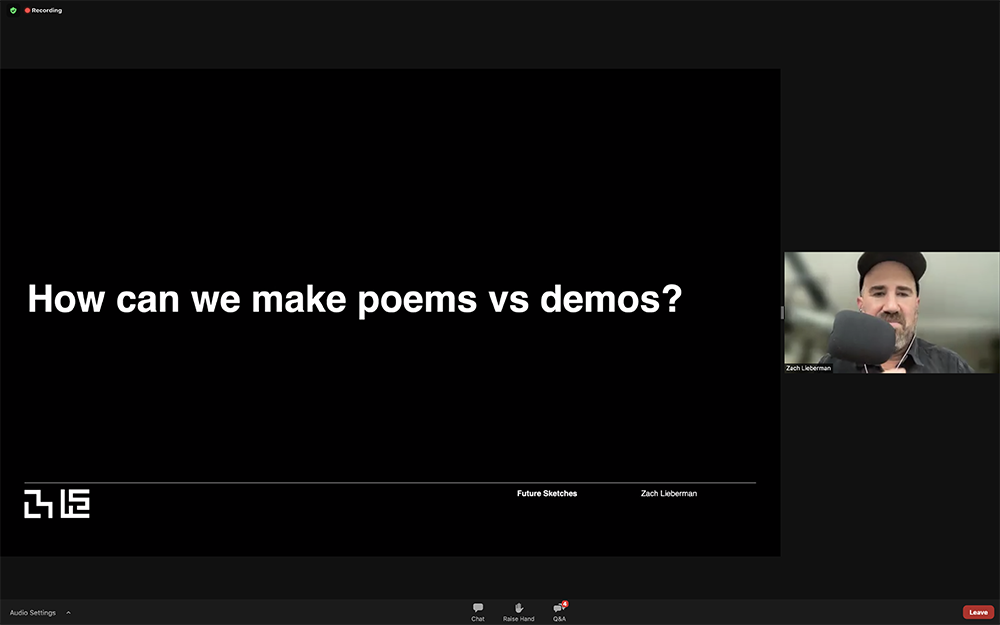 Recording
How can we make poems vs demos?
Zach Lieberman
Future Sketches
Zach Lieberman
Audio Settings
Chat
Raise Hand
4
Q&A
Leave